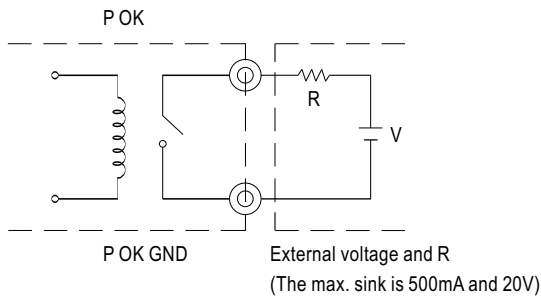 P OK
R
V
P OK GND
External voltage and R
(The max. sink is 500mA and 20V)